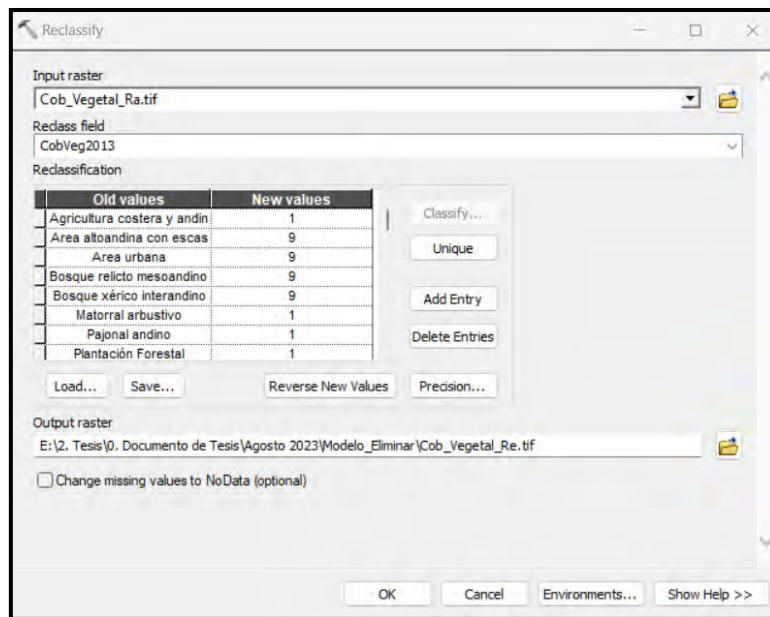 Reclassify
Input raster
Cob_Vegetal_Ra.tif
Reclass field
CobVeg2013
Reclassification
Old values New values
Agricultura costera y andin 1
Area altoandina con escas 9
Area urbana 9
Bosque relicto mesoandino 9
Bosque xérico interandino 9
Matorral arbustivo 1
Pajonal andino 1
Plantación Forestal 1
Classify...
Unique
Add Entry
Delete Entries
Load... Save... Reverse New Values Precision...
Output raster
E:\2. Tesis\0. Documento de Tesis\Agosto 2023\Modelo_Eliminar\Cob_Vegetal_Re.tif
Change missing values to NoData (optional)
OK Cancel Environments... Show Help >>